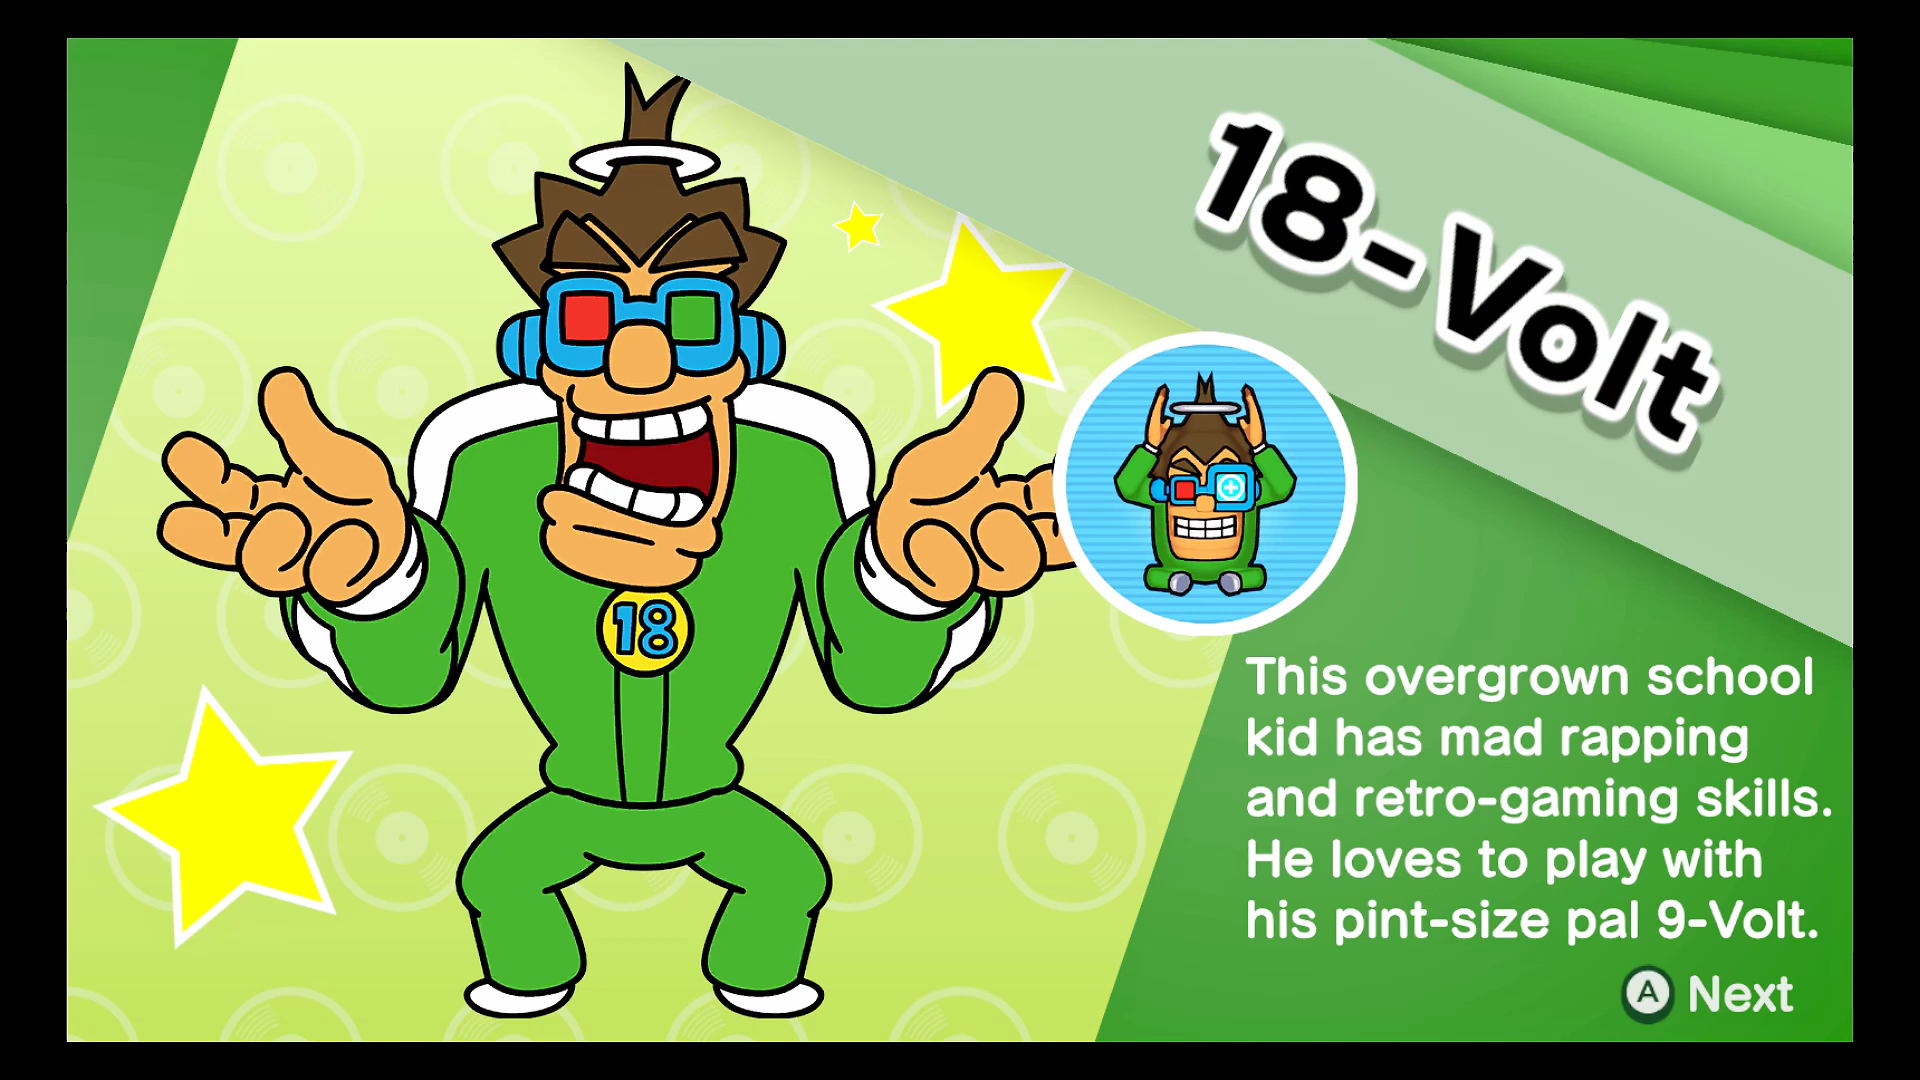 18-Volt
18
This overgrown school
kid has mad rapping
and retro-gaming skills.
He loves to play with
his pint-size pal 9-Volt.
A Next